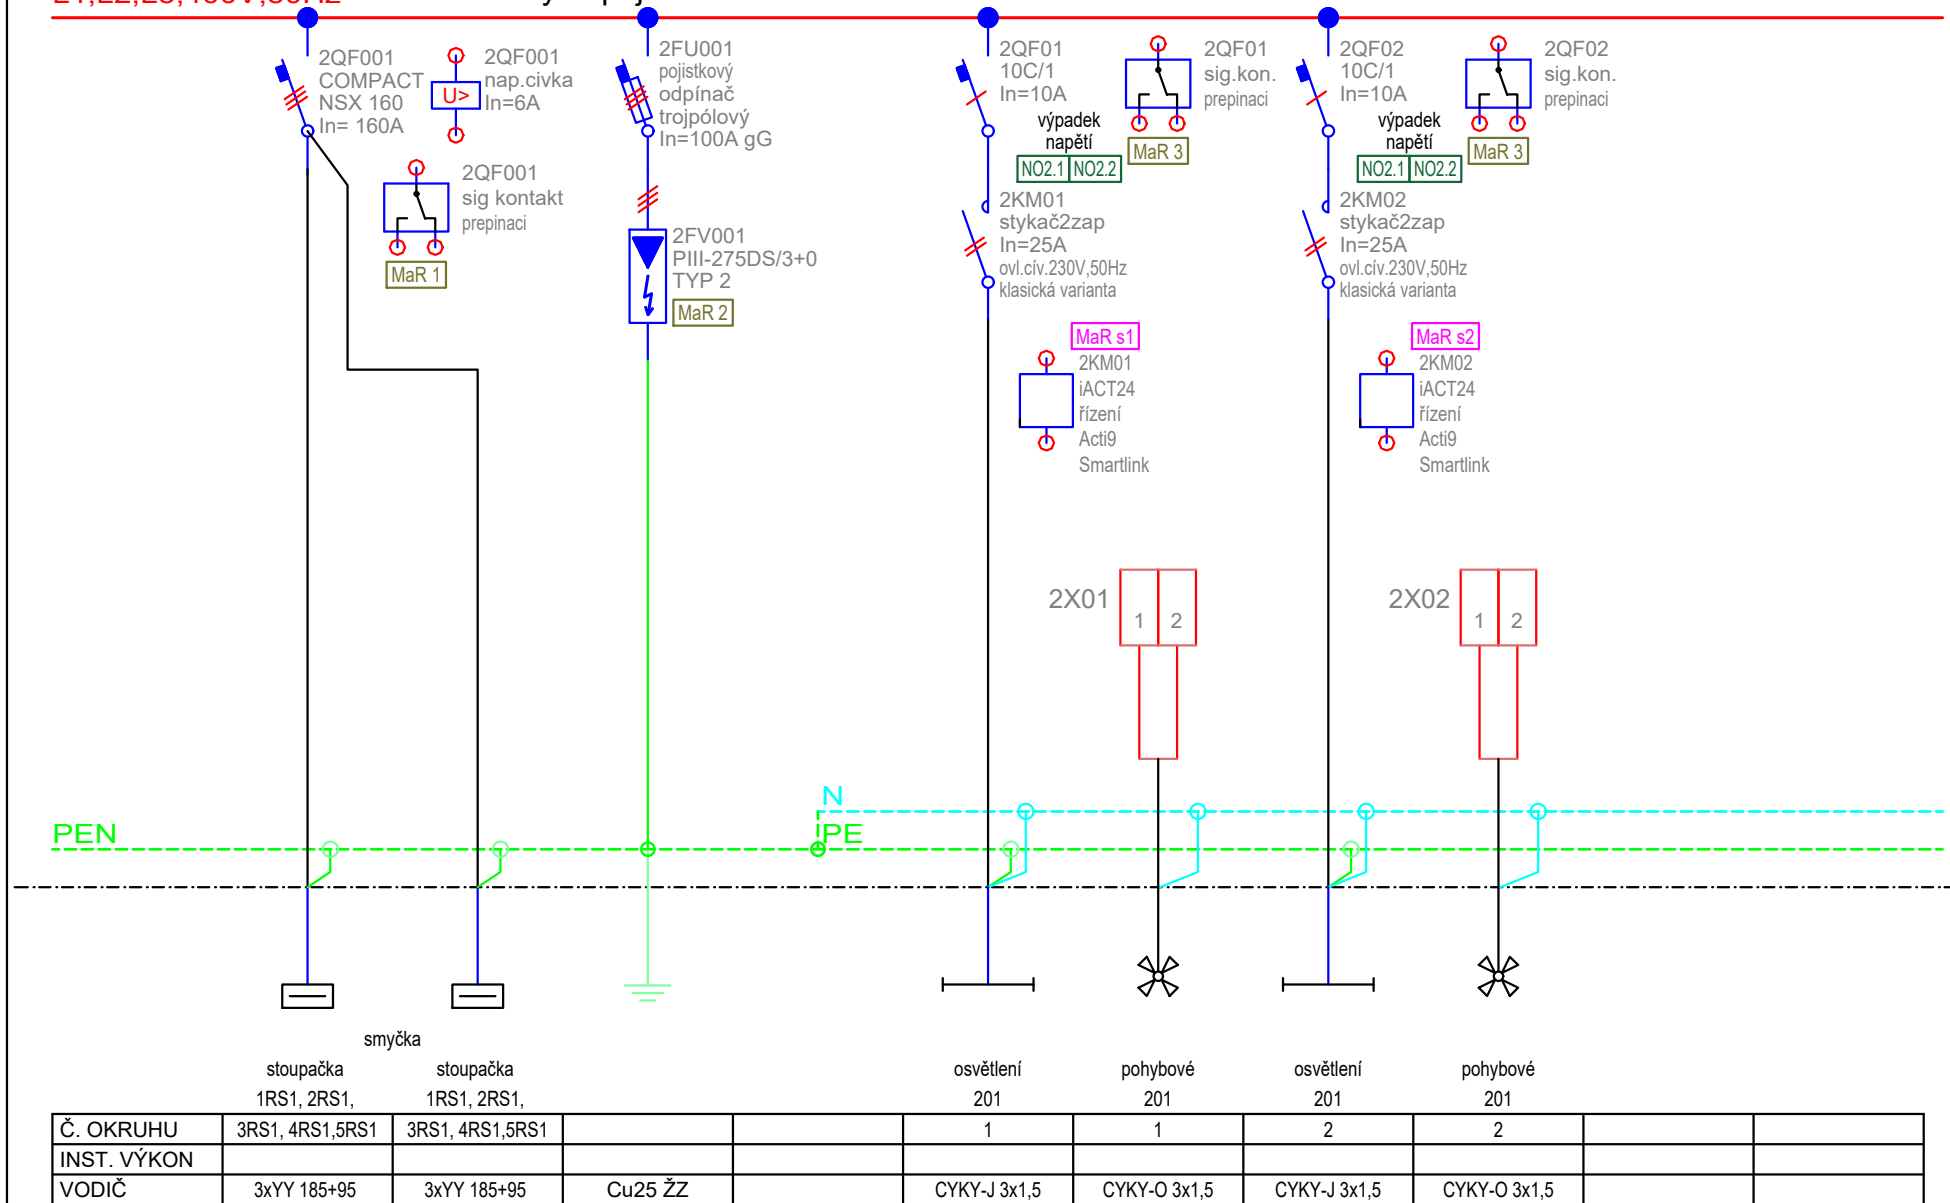 2QF001
COMPACT
NSX 160
In= 160A
2QF001
nap.civka
In=6A
U>
2QF001
sig kontakt
prepinaci
MaR 1
2FU001
pojistkový
odpínač
trojpólový
In=100A gG
2FV001
PIII-275DS/3+0
TYP 2
MaR 2
2QF01
10C/1
In=10A
výpadek
napětí
NO2.1 NO2.2
2QF01
sig.kon.
prepinaci
MaR 3
2KM01
stykač2zap
In=25A
ovl.cív.230V,50Hz
klasická varianta
MaR s1
2KM01
iACT24
řízení
Acti9
Smartlink
2QF02
10C/1
In=10A
výpadek
napětí
NO2.1 NO2.2
2QF02
sig.kon.
prepinaci
MaR 3
2KM02
stykač2zap
In=25A
ovl.cív.230V,50Hz
klasická varianta
MaR s2
2KM02
iACT24
řízení
Acti9
Smartlink
2X01 1 2
2X02 1 2
N
PEN
PE
smyčka
stoupačka stoupačka osvětlení pohybové osvětlení pohybové
1RS1, 2RS1, 1RS1, 2RS1, 201 201 201 201
Č. OKRUHU 3RS1, 4RS1,5RS1 3RS1, 4RS1,5RS1 1 1 2 2
INST. VÝKON
VODIČ 3xYY 185+95 3xYY 185+95 Cu25 ŽZ CYKY-J 3x1,5 CYKY-O 3x1,5 CYKY-J 3x1,5 CYKY-O 3x1,5